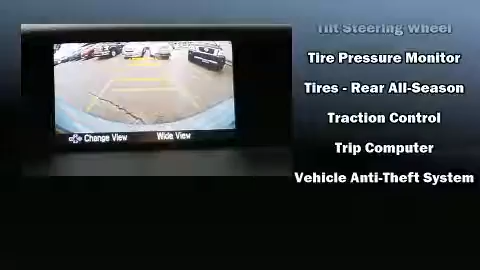 Tilt Steering Wheel
Tire Pressure Monitor
Tires - Rear All-Season
Traction Control
Trip Computer
Vehicle Anti-Theft System
Change View
Wide View